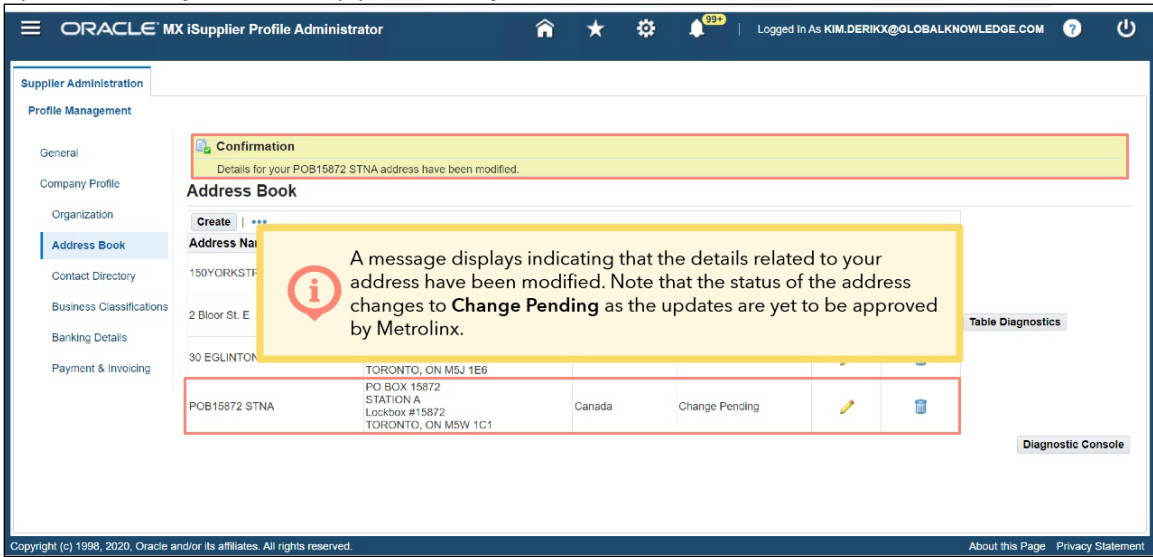 ORACLE MX iSupplier Profile Administrator
99+
Logged In As KIM.DERIKX@GLOBALKNOWLEDGE.COM
?
Supplier Administration
Profile Management
General
Company Profile
Organization
Address Book
Contact Directory
Business Classifications
Banking Details
Payment & Invoicing
Confirmation
Details for your POB15872 STNA address have been modified.
Address Book
Create | •••
Address
150YORKSTR
2 Bloor St. E
30 EGLINTON
TORONTO, ON M5J 1E6
A message displays indicating that the details related to your
address have been modified. Note that the status of the address
changes to Change Pending as the updates are yet to be approved
by Metrolinx.
Table Diagnostics
POB15872 STNA
PO BOX 15872
STATION A
Lockbox #15872
TORONTO, ON M5W 1C1
Canada
Change Pending
Diagnostic Console
Copyright (c) 1998, 2020, Oracle and/or its affiliates. All rights reserved.
About this Page Privacy Statement